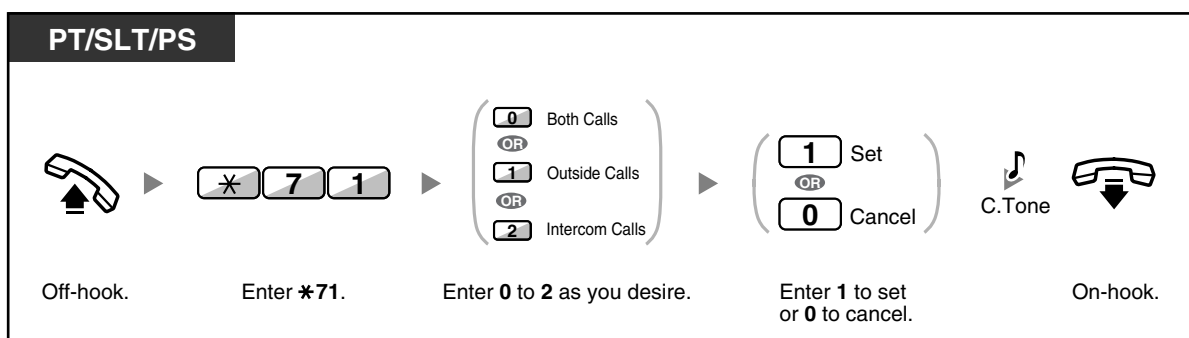 PT/SLT/PS
0 Both Calls
OR
1 Outside Calls
OR
2 Intercom Calls
* 7 1
1 Set
OR
0 Cancel
C.Tone
Off-hook.
Enter *71.
Enter 0 to 2 as you desire.
Enter 1 to set
or 0 to cancel.
On-hook.